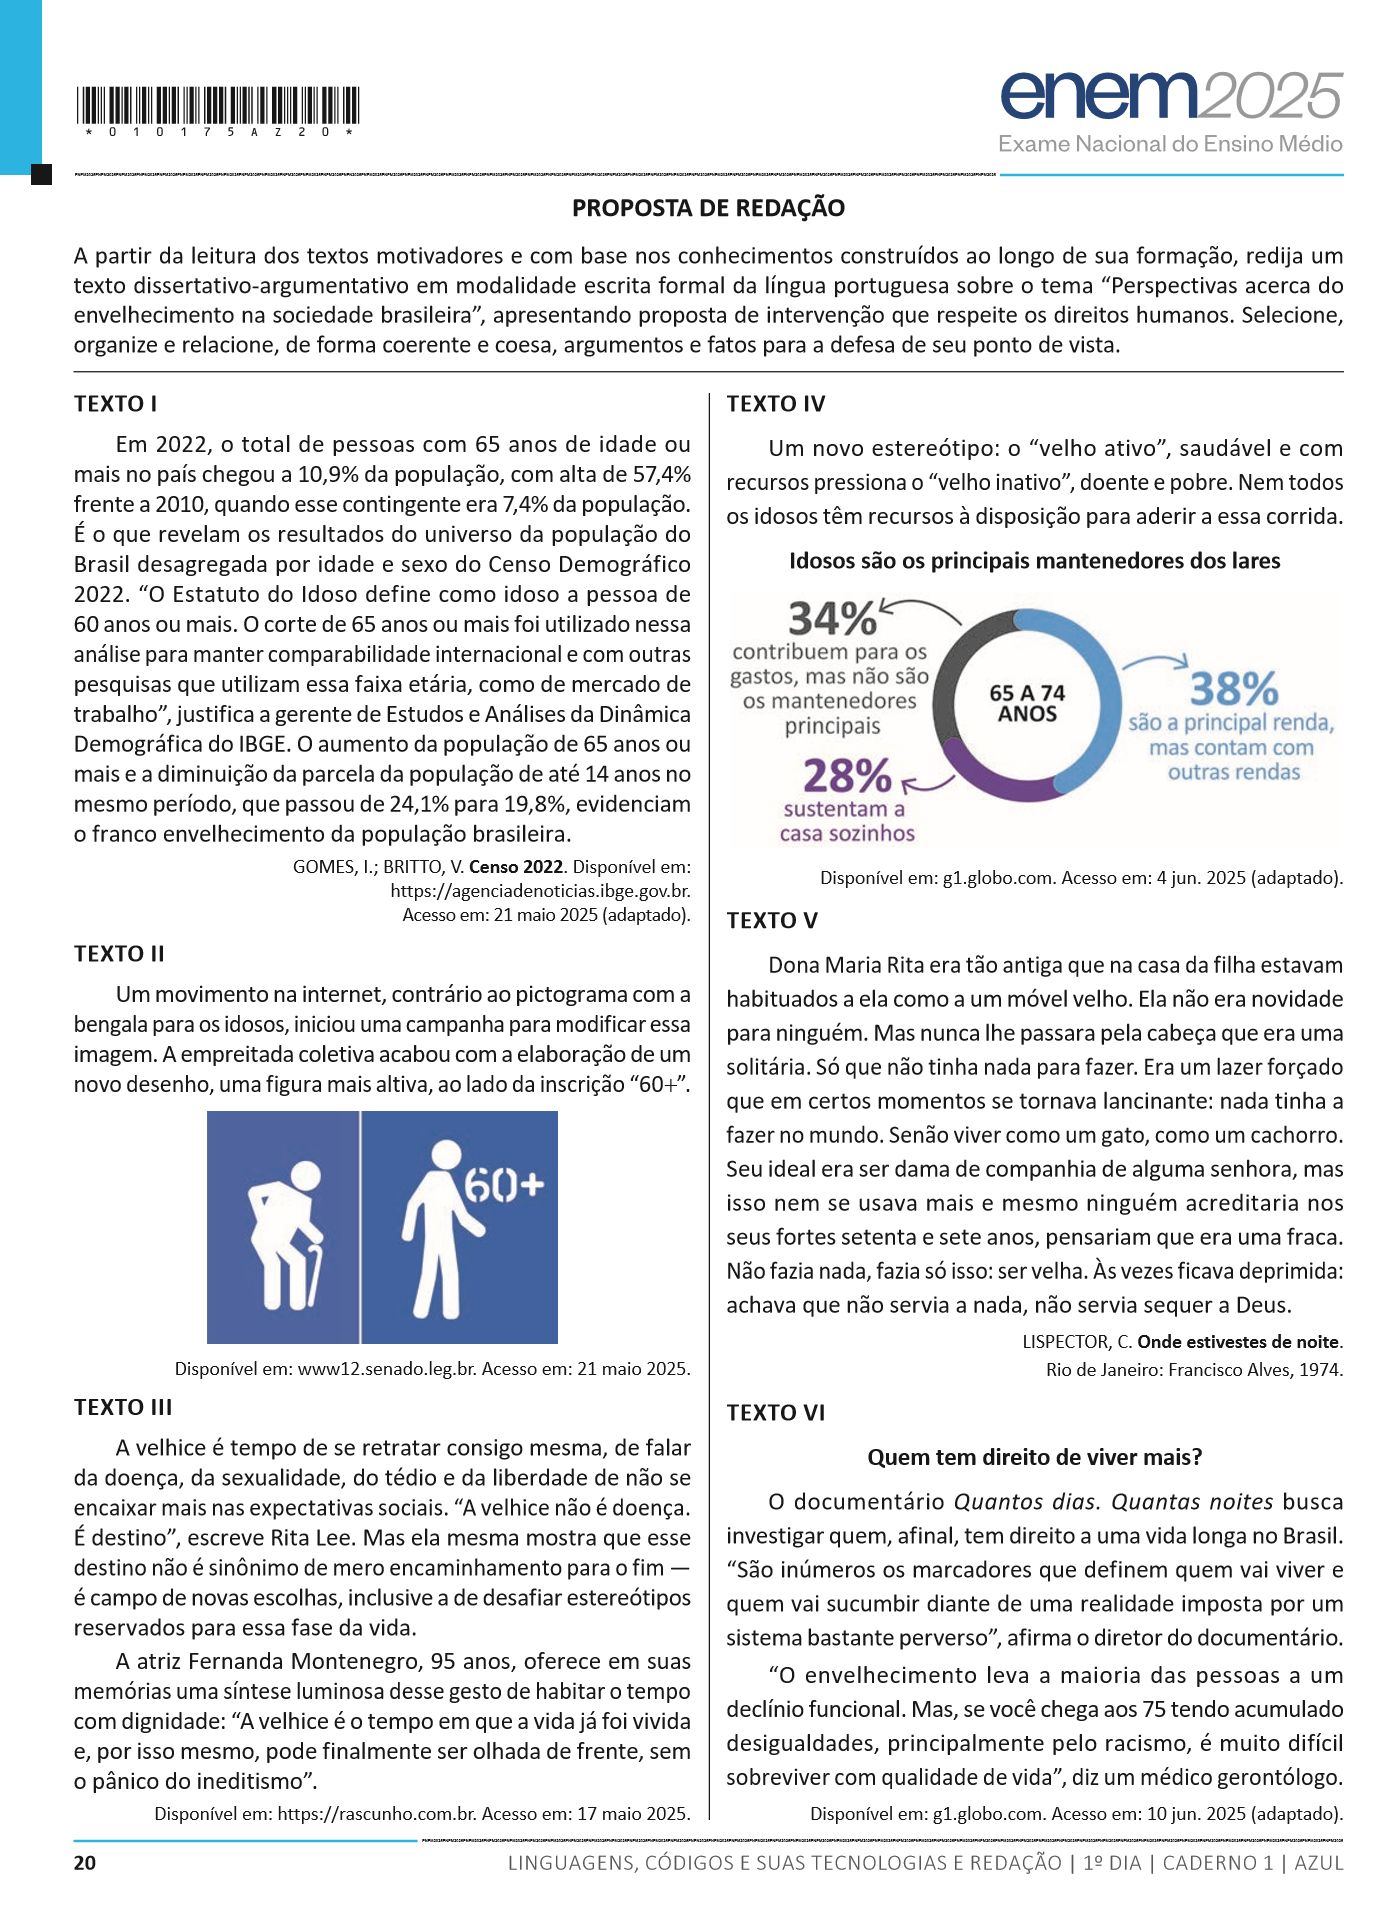 *010175AZ20*
enem2025
Exame Nacional do Ensino Médio
PROPOSTA DE REDAÇÃO
A partir da leitura dos textos motivadores e com base nos conhecimentos construídos ao longo de sua formação, redija um
texto dissertativo-argumentativo em modalidade escrita formal da língua portuguesa sobre o tema “Perspectivas acerca do
envelhecimento na sociedade brasileira”, apresentando proposta de intervenção que respeite os direitos humanos. Selecione,
organize e relacione, de forma coerente e coesa, argumentos e fatos para a defesa de seu ponto de vista.
TEXTO I
Em 2022, o total de pessoas com 65 anos de idade ou
mais no país chegou a 10,9% da população, com alta de 57,4%
frente a 2010, quando esse contingente era 7,4% da população.
É o que revelam os resultados do universo da população do
Brasil desagregada por idade e sexo do Censo Demográfico
2022. “O Estatuto do Idoso define como idoso a pessoa de
60 anos ou mais. O corte de 65 anos ou mais foi utilizado nessa
análise para manter comparabilidade internacional e com outras
pesquisas que utilizam essa faixa etária, como de mercado de
trabalho”, justifica a gerente de Estudos e Análises da Dinâmica
Demográfica do IBGE. O aumento da população de 65 anos ou
mais e a diminuição da parcela da população de até 14 anos no
mesmo período, que passou de 24,1% para 19,8%, evidenciam
o franco envelhecimento da população brasileira.
GOMES, I.; BRITTO, V. Censo 2022. Disponível em:
https://agenciadenoticias.ibge.gov.br.
Acesso em: 21 maio 2025 (adaptado).
TEXTO II
Um movimento na internet, contrário ao pictograma com a
bengala para os idosos, iniciou uma campanha para modificar essa
imagem. A empreitada coletiva acabou com a elaboração de um
novo desenho, uma figura mais altiva, ao lado da inscrição “60+”.
60+
Disponível em: www12.senado.leg.br. Acesso em: 21 maio 2025.
TEXTO III
A velhice é tempo de se retratar consigo mesma, de falar
da doença, da sexualidade, do tédio e da liberdade de não se
encaixar mais nas expectativas sociais. “A velhice não é doença.
É destino”, escreve Rita Lee. Mas ela mesma mostra que esse
destino não é sinônimo de mero encaminhamento para o fim —
é campo de novas escolhas, inclusive a de desafiar estereótipos
reservados para essa fase da vida.
A atriz Fernanda Montenegro, 95 anos, oferece em suas
memórias uma síntese luminosa desse gesto de habitar o tempo
com dignidade: “A velhice é o tempo em que a vida já foi vivida
e, por isso mesmo, pode finalmente ser olhada de frente, sem
o pânico do ineditismo”.
Disponível em: https://rascunho.com.br. Acesso em: 17 maio 2025.
TEXTO IV
Um novo estereótipo: o “velho ativo”, saudável e com
recursos pressiona o “velho inativo”, doente e pobre. Nem todos
os idosos têm recursos à disposição para aderir a essa corrida.
Idosos são os principais mantenedores dos lares
34%
contribuem para os
gastos, mas não são
os mantenedores
principais
65 A 74
ANOS
38%
são a principal renda,
mas contam com
outras rendas
28%
sustentam a
casa sozinhos
Disponível em: g1.globo.com. Acesso em: 4 jun. 2025 (adaptado).
TEXTO V
Dona Maria Rita era tão antiga que na casa da filha estavam
habituados a ela como a um móvel velho. Ela não era novidade
para ninguém. Mas nunca lhe passara pela cabeça que era uma
solitária. Só que não tinha nada para fazer. Era um lazer forçado
que em certos momentos se tornava lancinante: nada tinha a
fazer no mundo. Senão viver como um gato, como um cachorro.
Seu ideal era ser dama de companhia de alguma senhora, mas
isso nem se usava mais e mesmo ninguém acreditaria nos
seus fortes setenta e sete anos, pensariam que era uma fraca.
Não fazia nada, fazia só isso: ser velha. Às vezes ficava deprimida:
achava que não servia a nada, não servia sequer a Deus.
LISPECTOR, C. Onde estivestes de noite.
Rio de Janeiro: Francisco Alves, 1974.
TEXTO VI
Quem tem direito de viver mais?
O documentário Quantos dias. Quantas noites busca
investigar quem, afinal, tem direito a uma vida longa no Brasil.
“São inúmeros os marcadores que definem quem vai viver e
quem vai sucumbir diante de uma realidade imposta por um
sistema bastante perverso”, afirma o diretor do documentário.
“O envelhecimento leva a maioria das pessoas a um
declínio funcional. Mas, se você chega aos 75 tendo acumulado
desigualdades, principalmente pelo racismo, é muito difícil
sobreviver com qualidade de vida”, diz um médico gerontólogo.
Disponível em: g1.globo.com. Acesso em: 10 jun. 2025 (adaptado).
20
LINGUAGENS, CÓDIGOS E SUAS TECNOLOGIAS E REDAÇÃO | 1º DIA | CADERNO 1 | AZUL